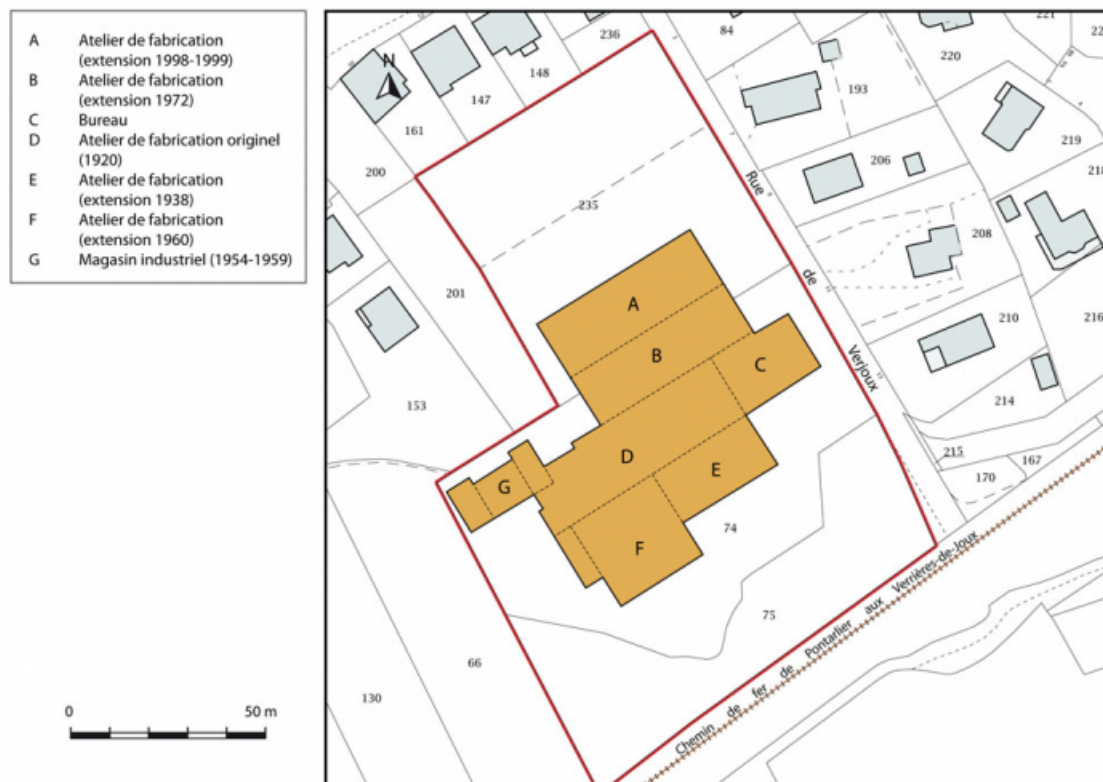 A Atelier de fabrication
(extension 1998-1999)
B Atelier de fabrication
(extension 1972)
C Bureau
D Atelier de fabrication originel
(1920)
E Atelier de fabrication
(extension 1938)
F Atelier de fabrication
(extension 1960)
G Magasin industriel (1954-1959)
0 50 m
N
236
84
148
147
161
200
193
220
221
219
206
218
235
Rue de Verjoux
208
201
210
216
153
214
215
167
170
A
B
C
D
E
F
G
74
75
66
130
Chemin de fer de Pontarlier aux Verrières-de-Joux